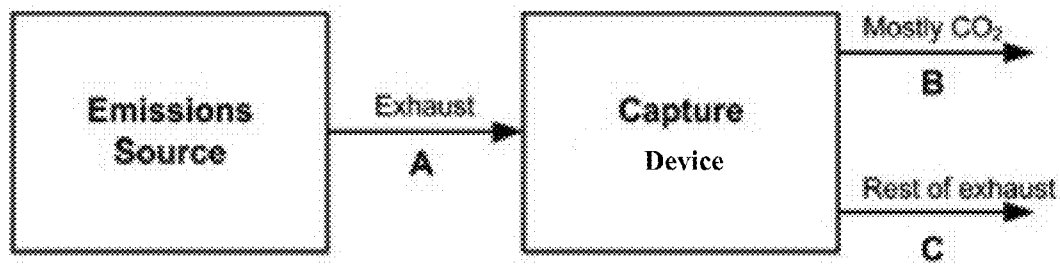 Emissions
Source
Exhaust
A
Capture
Device
Mostly CO₂
B
Rest of exhaust
C